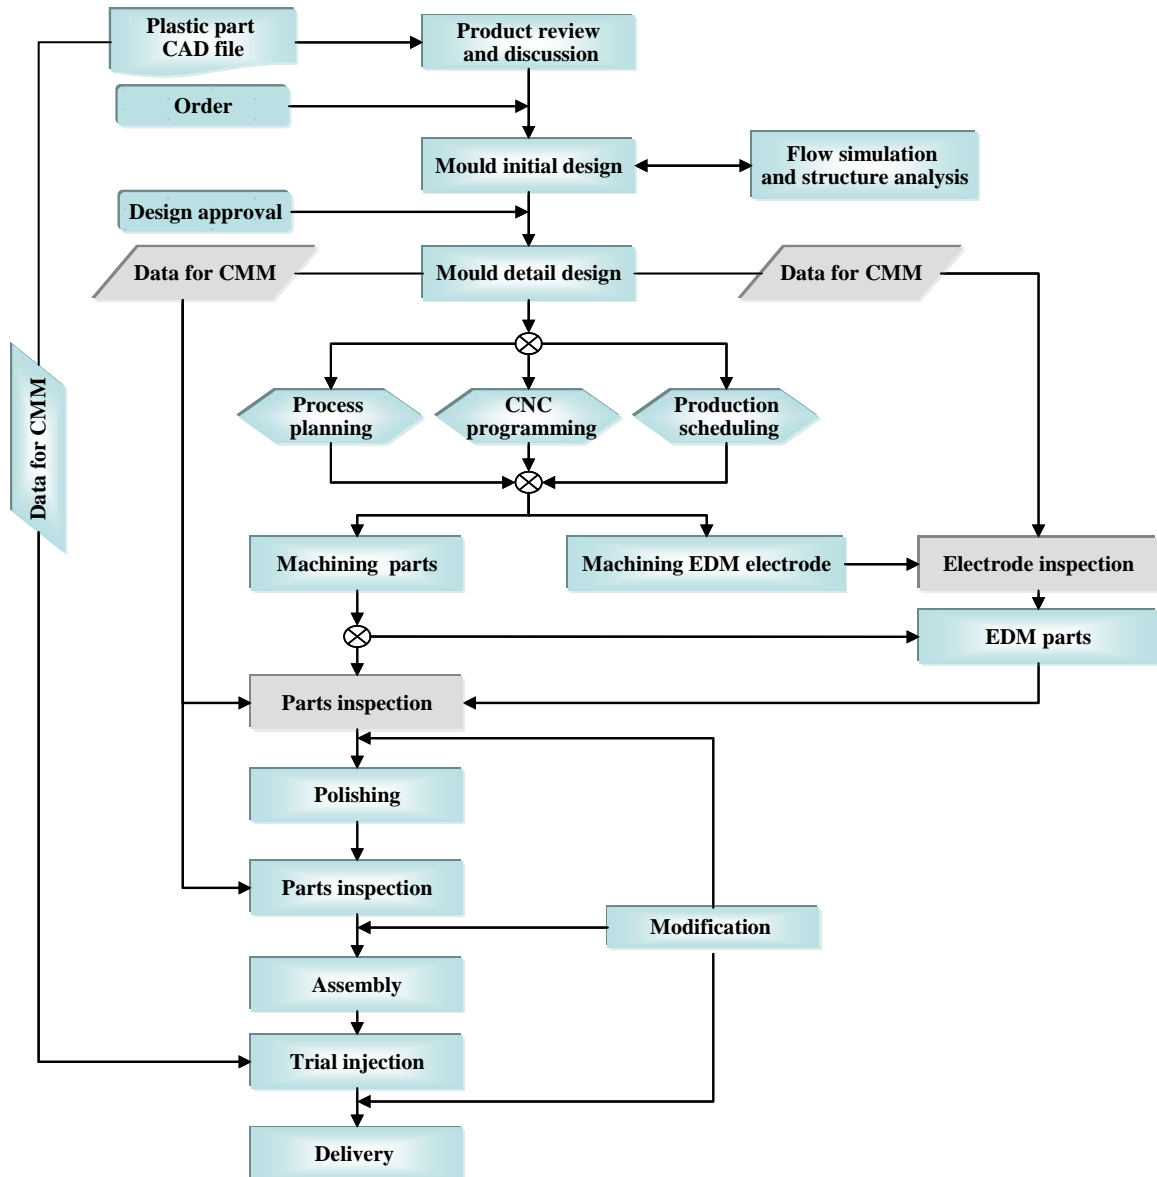 Plastic part
CAD file
Product review
and discussion
Order
Mould initial design
Flow simulation
and structure analysis
Design approval
Data for CMM
Mould detail design
Data for CMM
Data for CMM
Process
planning
CNC
programming
Production
scheduling
Machining parts
Machining EDM electrode
Electrode inspection
EDM parts
Parts inspection
Polishing
Parts inspection
Modification
Assembly
Trial injection
Delivery